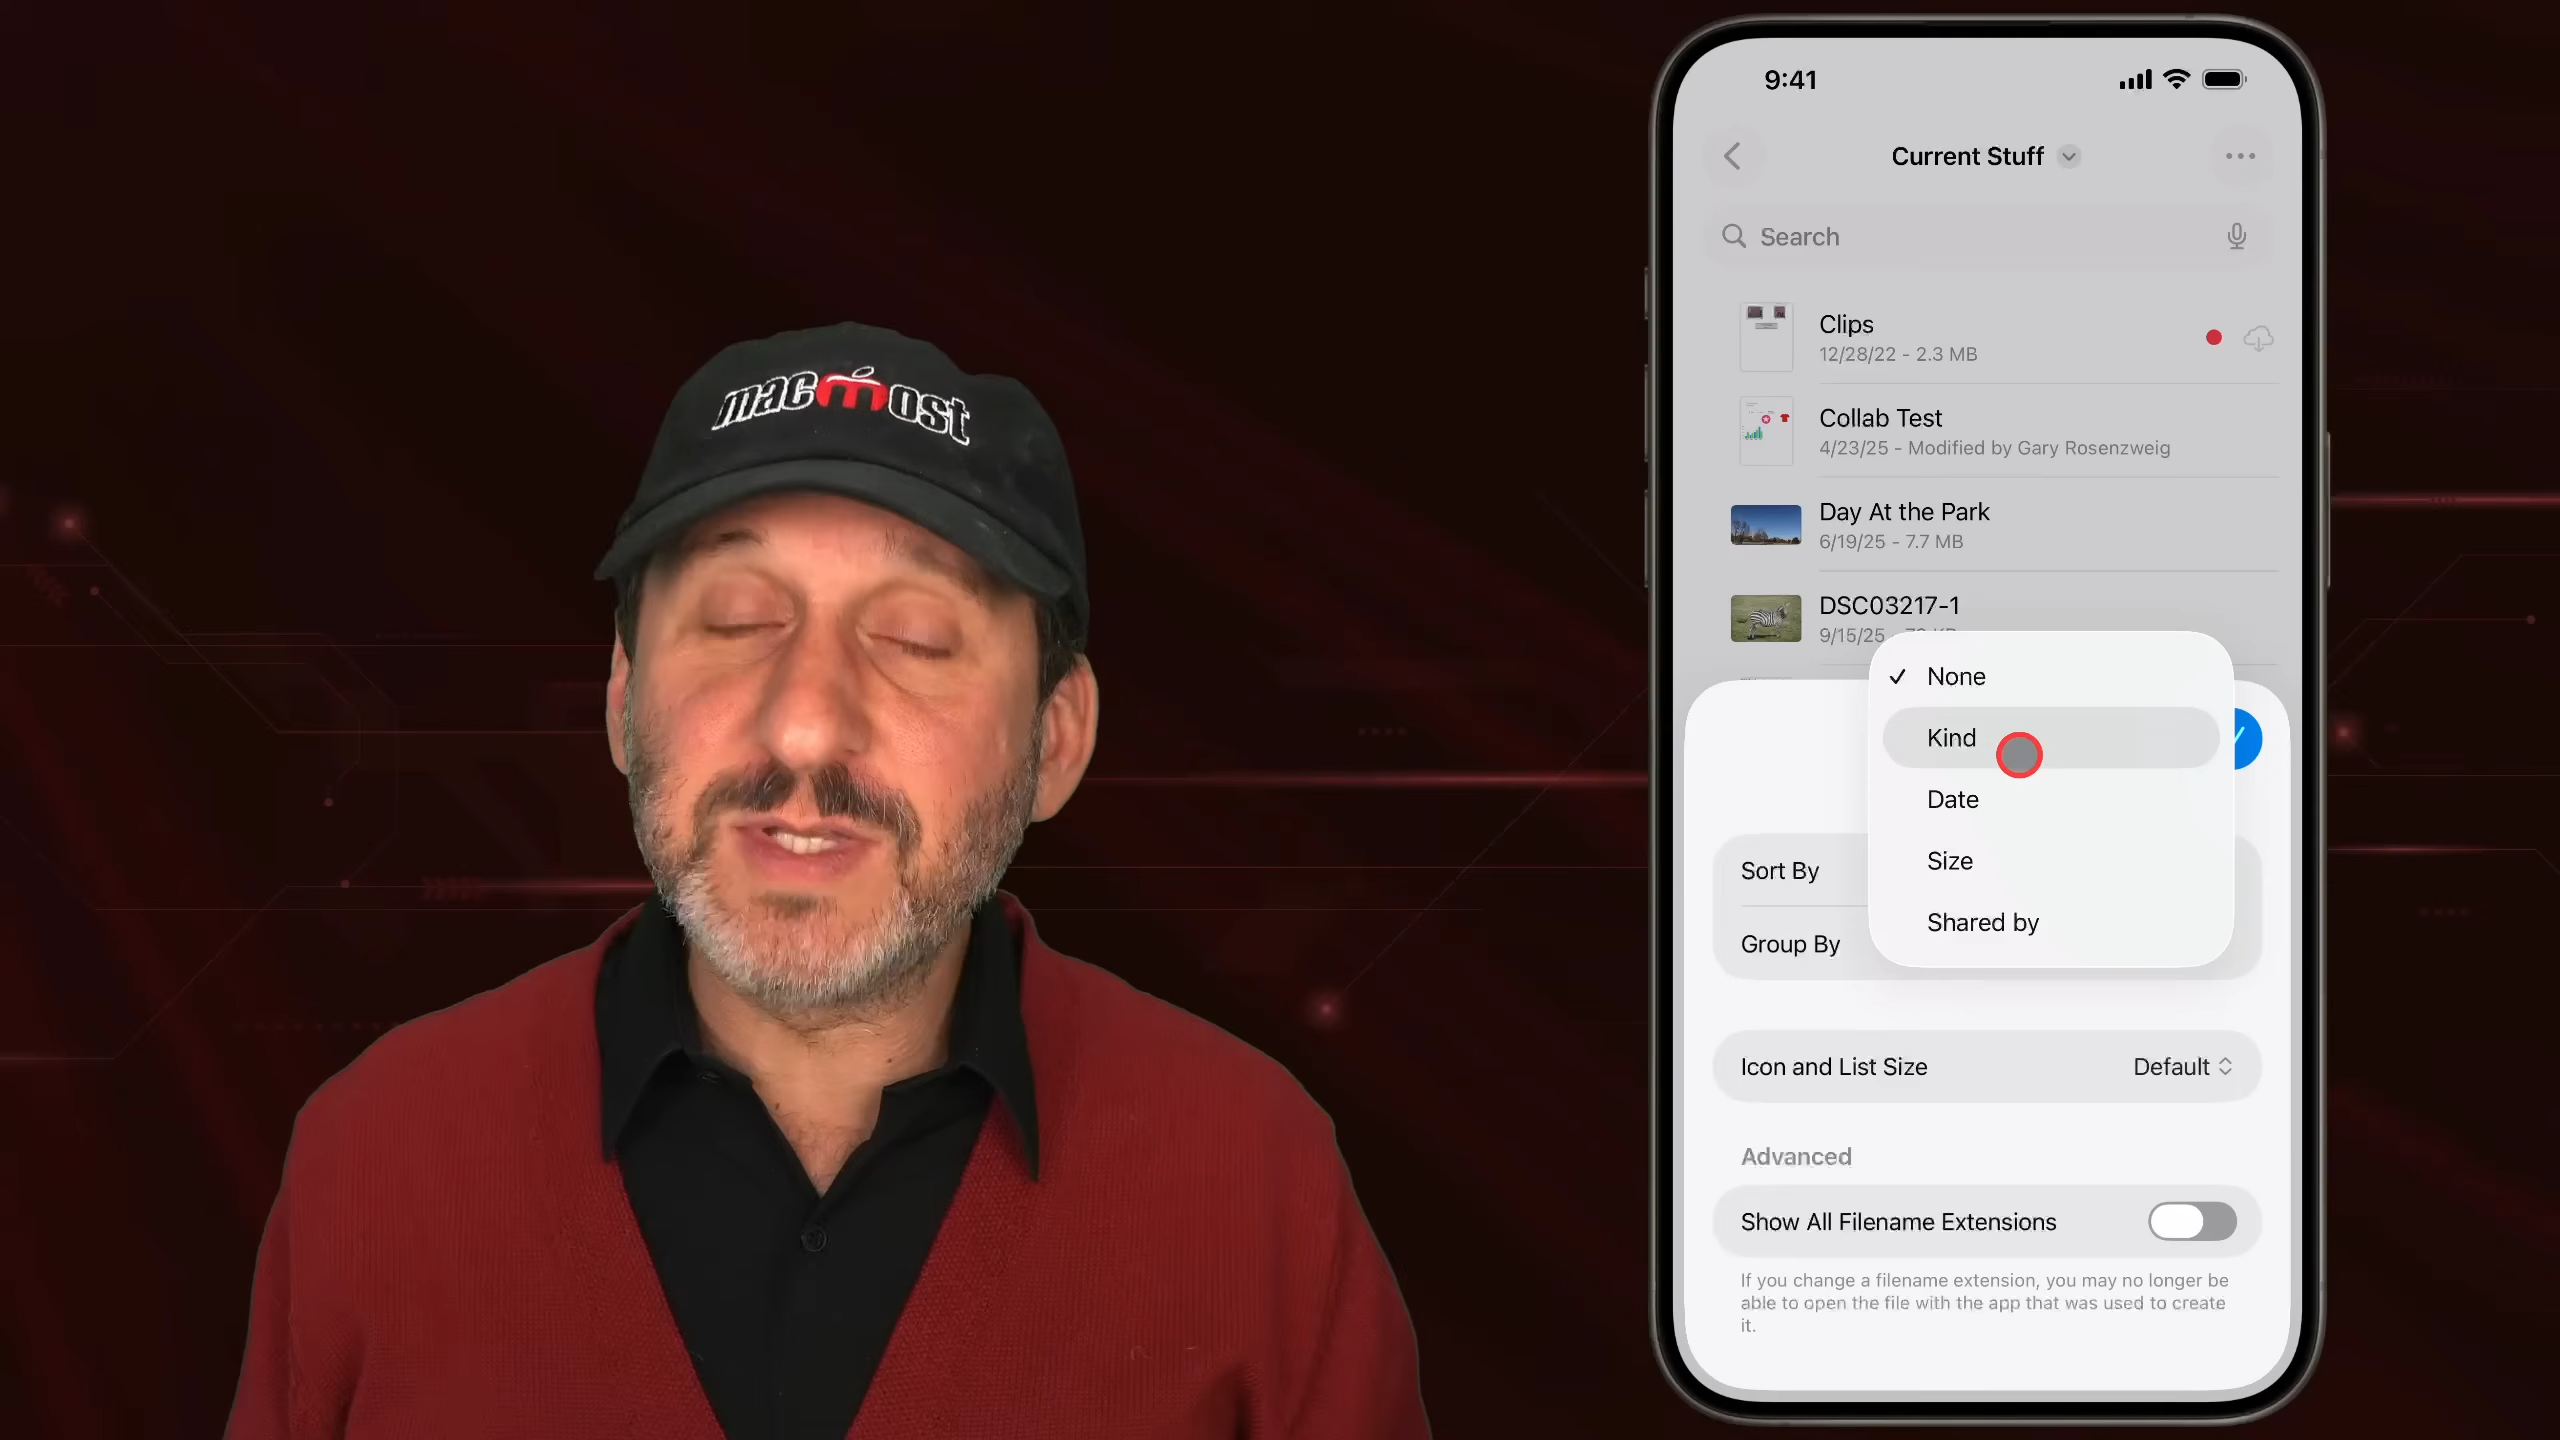 macmost
9:41
Current Stuff
Search
Clips
12/28/22 - 2.3 MB
Collab Test
4/23/25 - Modified by Gary Rosenzweig
Day At the Park
6/19/25 - 7.7 MB
DSC03217-1
9/15/25
✓ None
Kind
Date
Size
Shared by
Sort By
Group By
Icon and List Size Default
Advanced
Show All Filename Extensions
If you change a filename extension, you may no longer be
able to open the file with the app that was used to create
it.